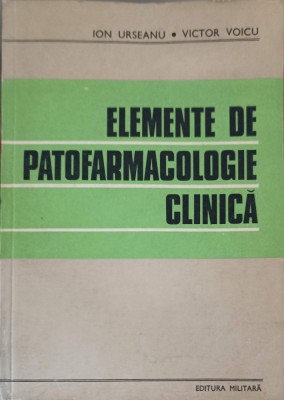 ION URSEANU • VICTOR VOICU
ELEMENTE DE
PATOFARMACOLOGIE
CLINICĂ
EDITURA MILITARĂ